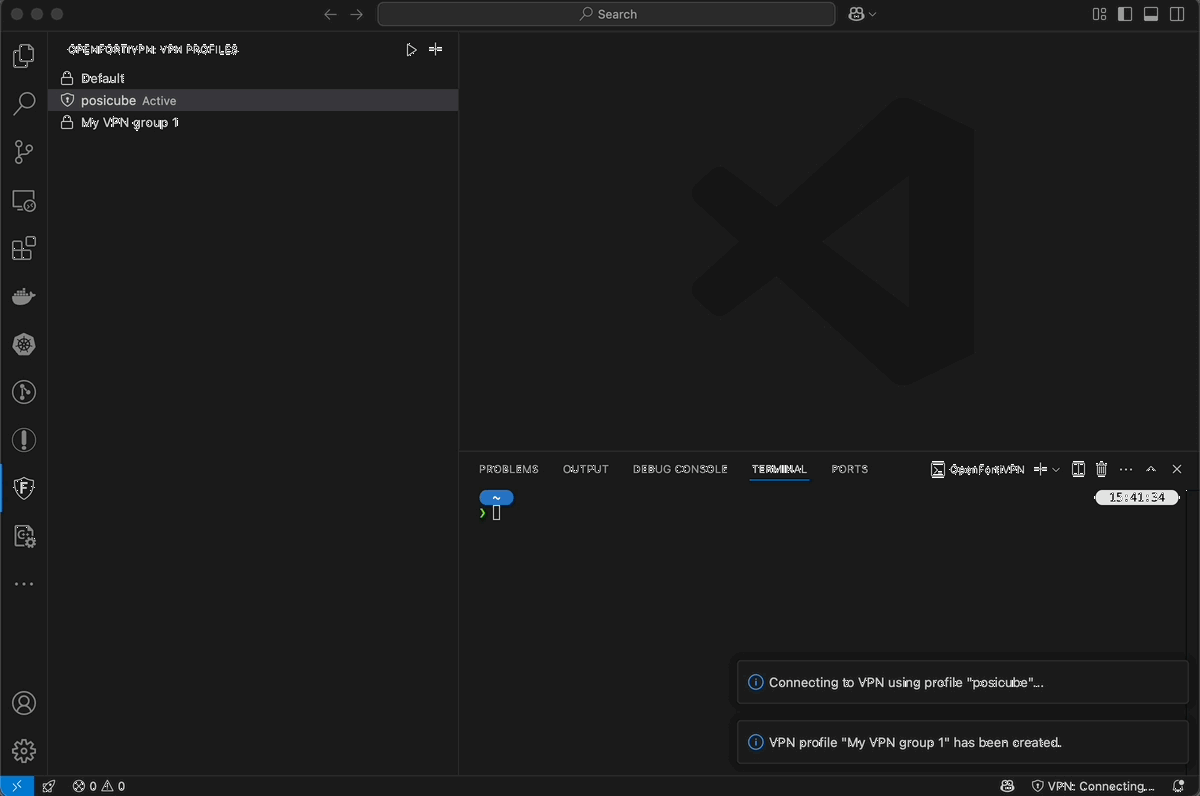 Search
OPENFORTIVPN: VPN PROFILES
Default
posicube Active
My VPN group 1
PROBLEMS OUTPUT DEBUG CONSOLE TERMINAL PORTS OpenFortiVPN
~
15:41:34
❯
Connecting to VPN using profile "posicube"...
VPN profile "My VPN group 1" has been created.
0 0 VPN: Connecting...